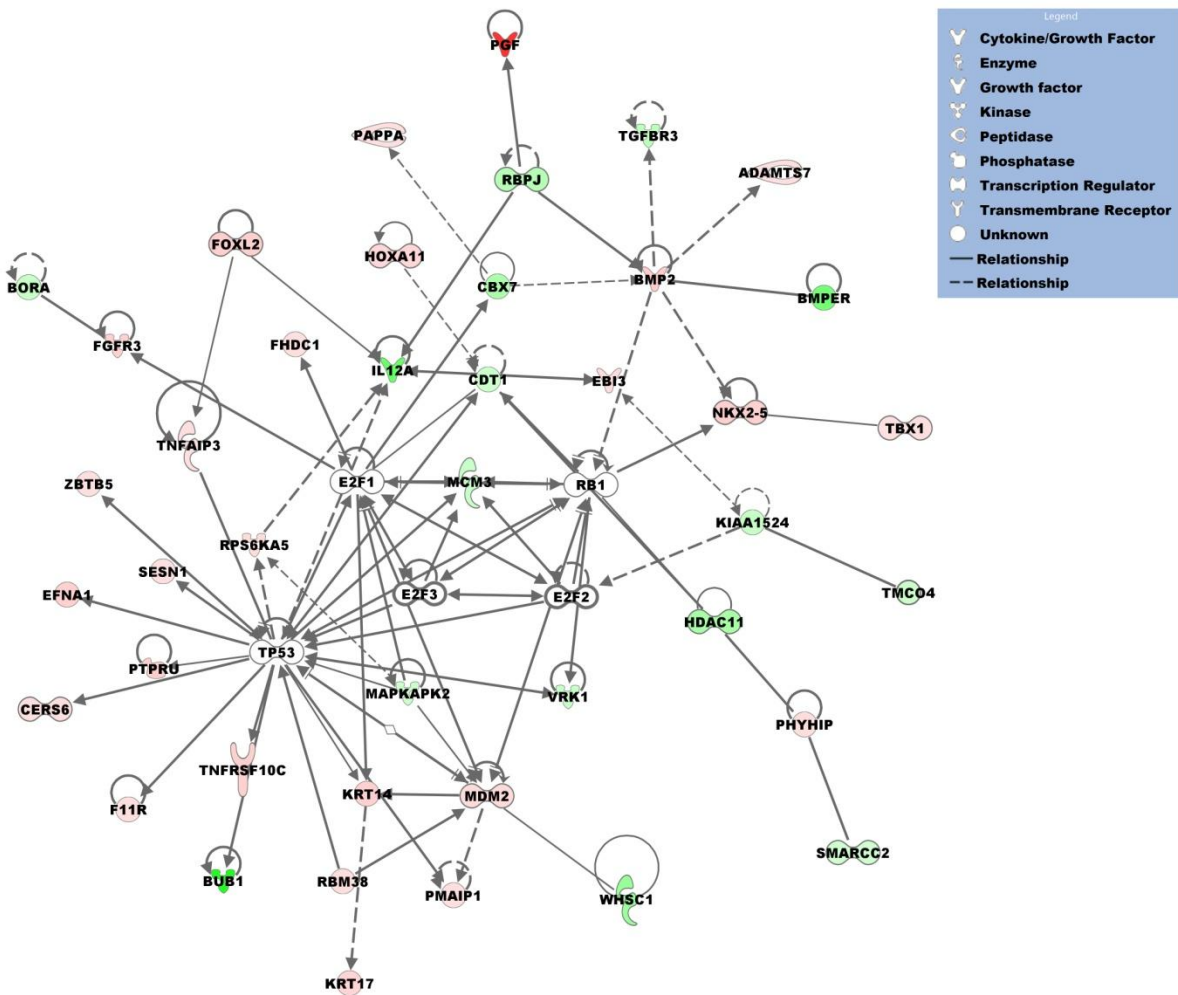 Legend
Cytokine/Growth Factor
Enzyme
Growth factor
Kinase
Peptidase
Phosphatase
Transcription Regulator
Transmembrane Receptor
Unknown
Relationship
Relationship
PGF
PAPPA
TGFBR3
RBPJ
ADAMTS7
FOXL2
HOXA11
BORA
CBX7
BMP2
BMPER
FGFR3
FHDC1
IL12A
CDT1
EBI3
NKX2-5
TBX1
TNFAIP3
ZBTB5
E2F1
MCM3
RB1
KIAA1524
RPS6KA5
SESN1
EFNA1
E2F3
E2F2
TMCO4
HDAC11
TP53
PTPRU
MAPKAPK2
VRK1
CERS6
PHYHIP
TNFRSF10C
F11R
KRT14
MDM2
SMARCC2
BUB1
RBM38
PMAIP1
WHSC1
KRT17